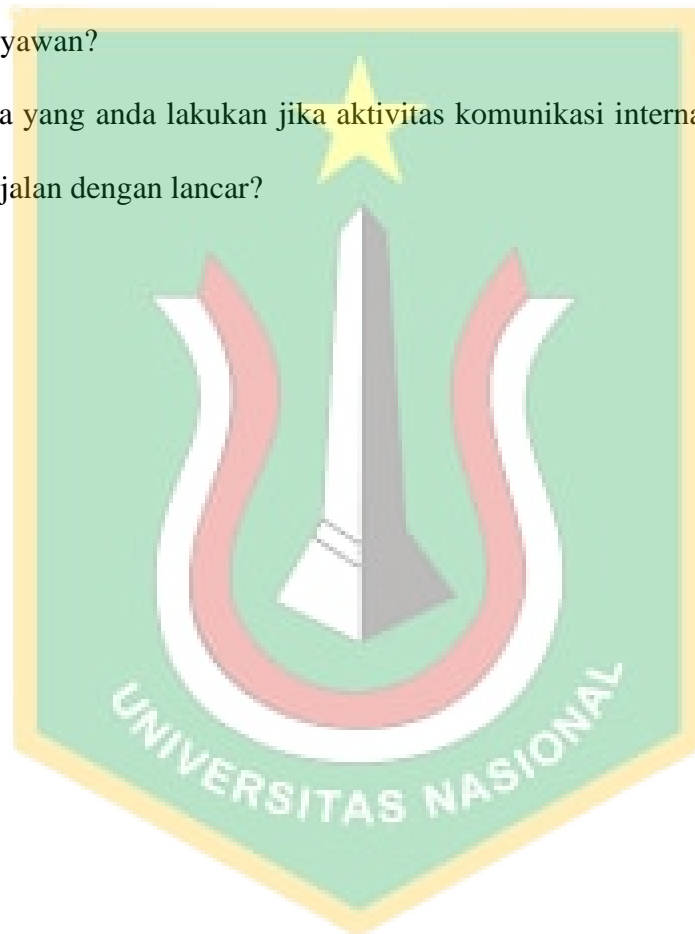 yawan?
a yang anda lakukan jika aktivitas komunikasi interna
jalan dengan lancar?
UNIVERSITAS NASIONAL